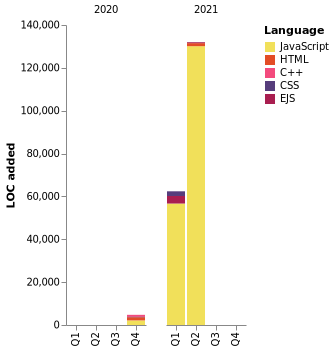 2020 2021
Language
JavaScript
HTML
C++
CSS
EJS
LOC added
140,000
120,000
100,000
80,000
60,000
40,000
20,000
0
Q1 Q2 Q3 Q4 Q1 Q2 Q3 Q4